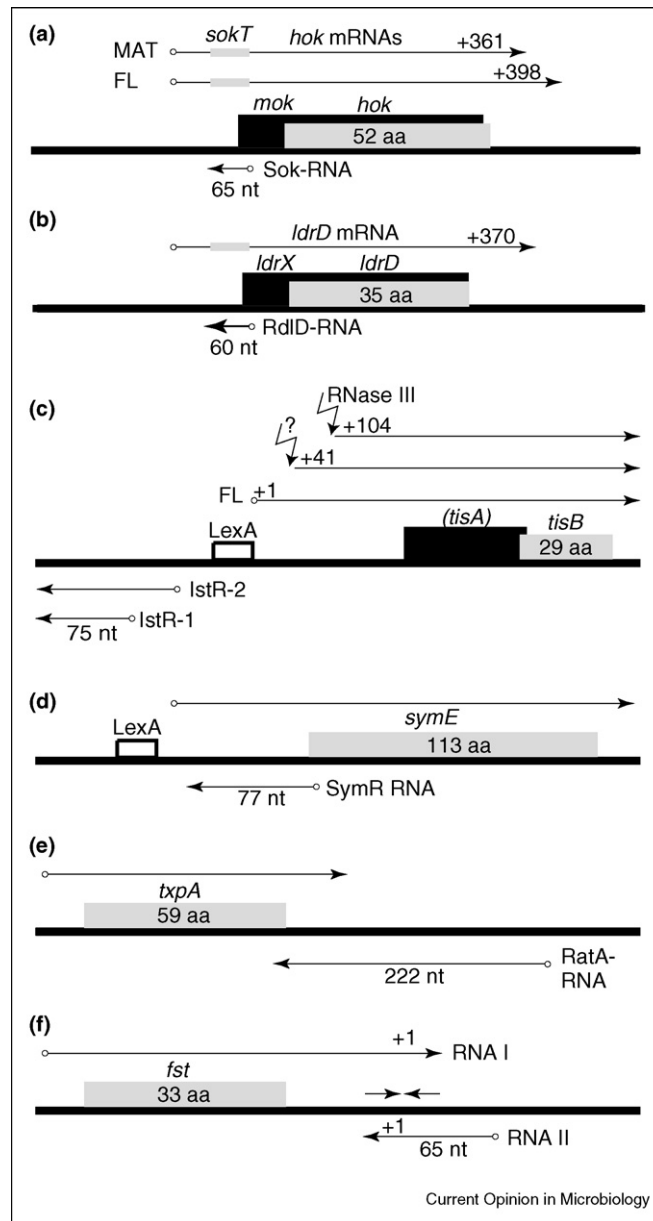 (a)
sokT
hok mRNAs
MAT
+361
FL
+398
mok
hok
52 aa
Sok-RNA
65 nt
(b)
ldrD mRNA
+370
ldrX
ldrD
35 aa
RdlD-RNA
60 nt
(c)
RNase III
?
+104
+41
FL
+1
(tisA)
tisB
LexA
29 aa
IstR-2
IstR-1
75 nt
(d)
LexA
symE
113 aa
SymR RNA
77 nt
(e)
txpA
59 aa
RatA-
RNA
222 nt
(f)
+1
RNA I
fst
33 aa
+1
RNA II
65 nt
Current Opinion in Microbiology